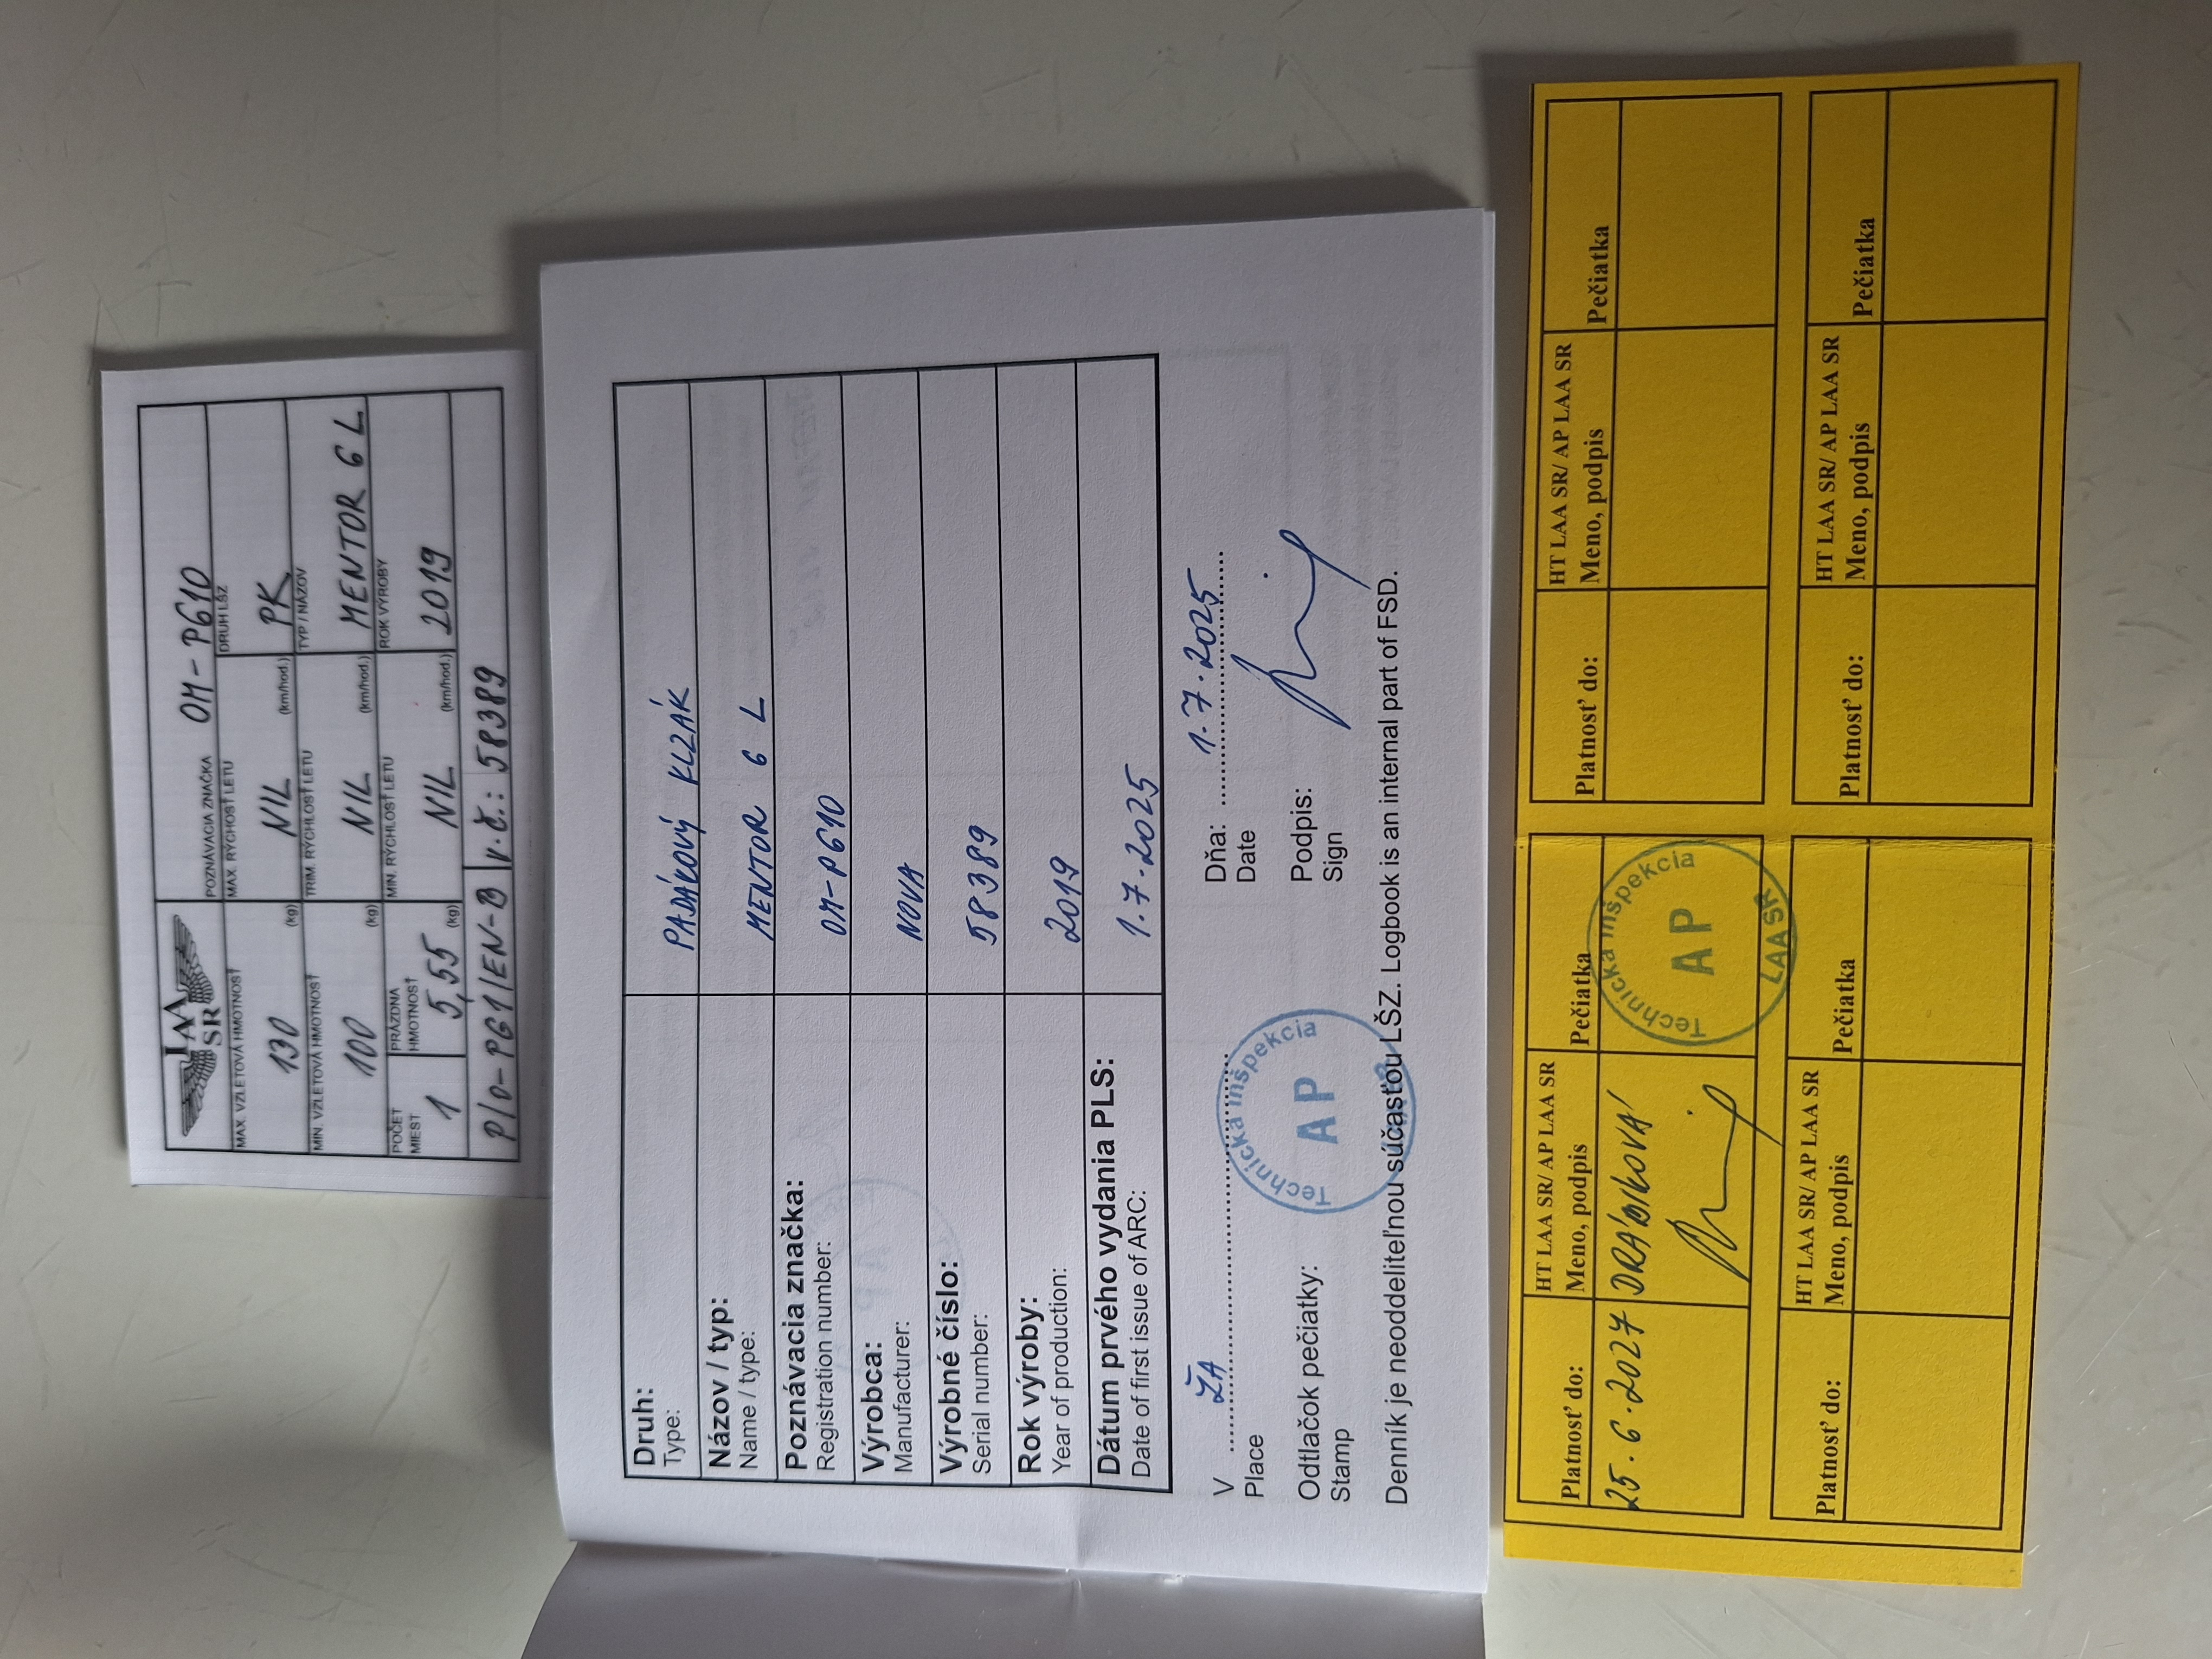 LAA
SR
POZNÁVACIA ZNAČKA OM-P610
MAX. VZLETOVÁ HMOTNOSŤ
130 (kg)
MAX. RÝCHOSŤ LETU
NIL (km/hod.)
DRUH LŠZ
PK
MIN. VZLETOVÁ HMOTNOSŤ
100 (kg)
TRIM. RÝCHLOSŤ LETU
NIL (km/hod.)
TYP / NÁZOV
MENTOR 6 L
POČET MIEST
1
PRÁZDNA HMOTNOSŤ
5,55 (kg)
MIN. RÝCHLOSŤ LETU
NIL (km/hod.)
ROK VÝROBY
2019
P/0-PG1/EN-B v.č.: 58389
Druh: PADÁKOVÝ KLZÁK
Type:
Názov / typ: MENTOR 6 L
Name / type:
Poznávacia značka: OM-P610
Registration number:
Výrobca: NOVA
Manufacturer:
Výrobné číslo: 58389
Serial number:
Rok výroby: 2019
Year of production:
Dátum prvého vydania PLS: 1.7.2025
Date of first issue of ARC:
V ŽA Dňa: 1.7.2025
Place Date
Odtlačok pečiatky: Podpis:
Stamp Sign
Technická inšpekcia
AP
Denník je neoddeliteľnou súčasťou LŠZ. Logbook is an internal part of FSD.
Platnosť do: HT LAA SR/ AP LAA SR Meno, podpis Pečiatka
25.6.2027 DRÁBIKOVÁ
Technická inšpekcia
AP
LAA SR
Platnosť do: HT LAA SR/ AP LAA SR Meno, podpis Pečiatka
Platnosť do: HT LAA SR/ AP LAA SR Meno, podpis Pečiatka
Platnosť do: HT LAA SR/ AP LAA SR Meno, podpis Pečiatka